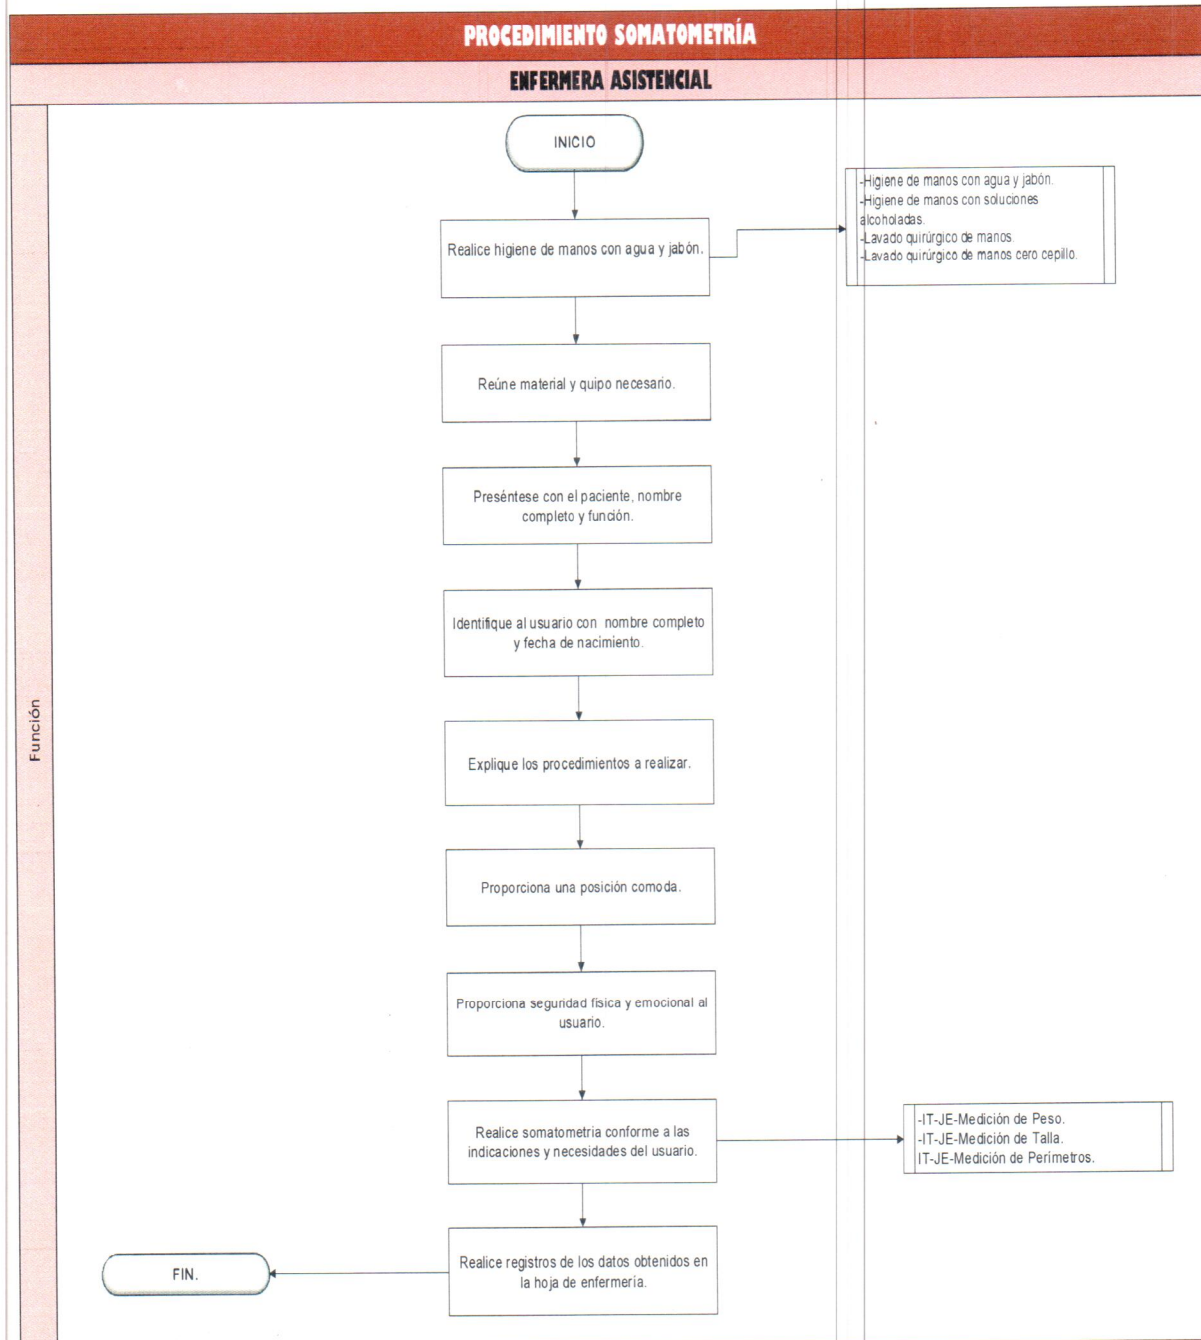 PROCEDIMIENTO SOMATOMETRÍA
ENFERMERA ASISTENCIAL
Función
INICIO
Realice higiene de manos con agua y jabón.
-Higiene de manos con agua y jabón.
-Higiene de manos con soluciones
alcoholadas.
-Lavado quirúrgico de manos.
-Lavado quirúrgico de manos cero cepillo.
Reúne material y quipo necesario.
Preséntese con el paciente, nombre
completo y función.
Identifique al usuario con nombre completo
y fecha de nacimiento.
Explique los procedimientos a realizar.
Proporciona una posición comoda.
Proporciona seguridad física y emocional al
usuario.
Realice somatometria conforme a las
indicaciones y necesidades del usuario.
-IT-JE-Medición de Peso.
-IT-JE-Medición de Talla.
IT-JE-Medición de Perímetros.
Realice registros de los datos obtenidos en
la hoja de enfermería.
FIN.